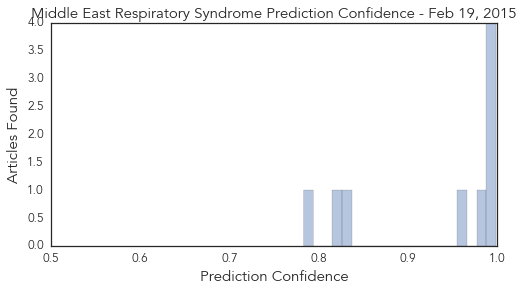 Middle East Respiratory Syndrome Prediction Confidence - Feb 19, 2015
4.0
3.5
3.0
2.5
2.0
1.5
1.0
0.5
0.0
Articles Found
0.5 0.6 0.7 0.8 0.9 1.0
Prediction Confidence